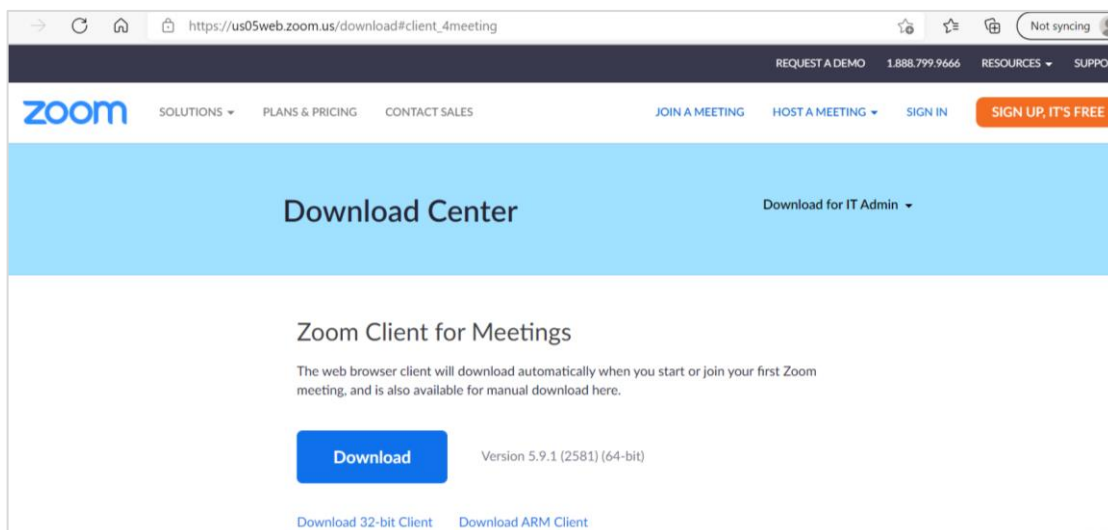 https://us05web.zoom.us/download#client_4meeting Not syncing
REQUEST A DEMO 1.888.799.9666 RESOURCES SUPPO
zoom SOLUTIONS PLANS & PRICING CONTACT SALES JOIN A MEETING HOST A MEETING SIGN IN SIGN UP, IT'S FREE
Download Center Download for IT Admin
Zoom Client for Meetings
The web browser client will download automatically when you start or join your first Zoom
meeting, and is also available for manual download here.
Download Version 5.9.1 (2581) (64-bit)
Download 32-bit Client Download ARM Client